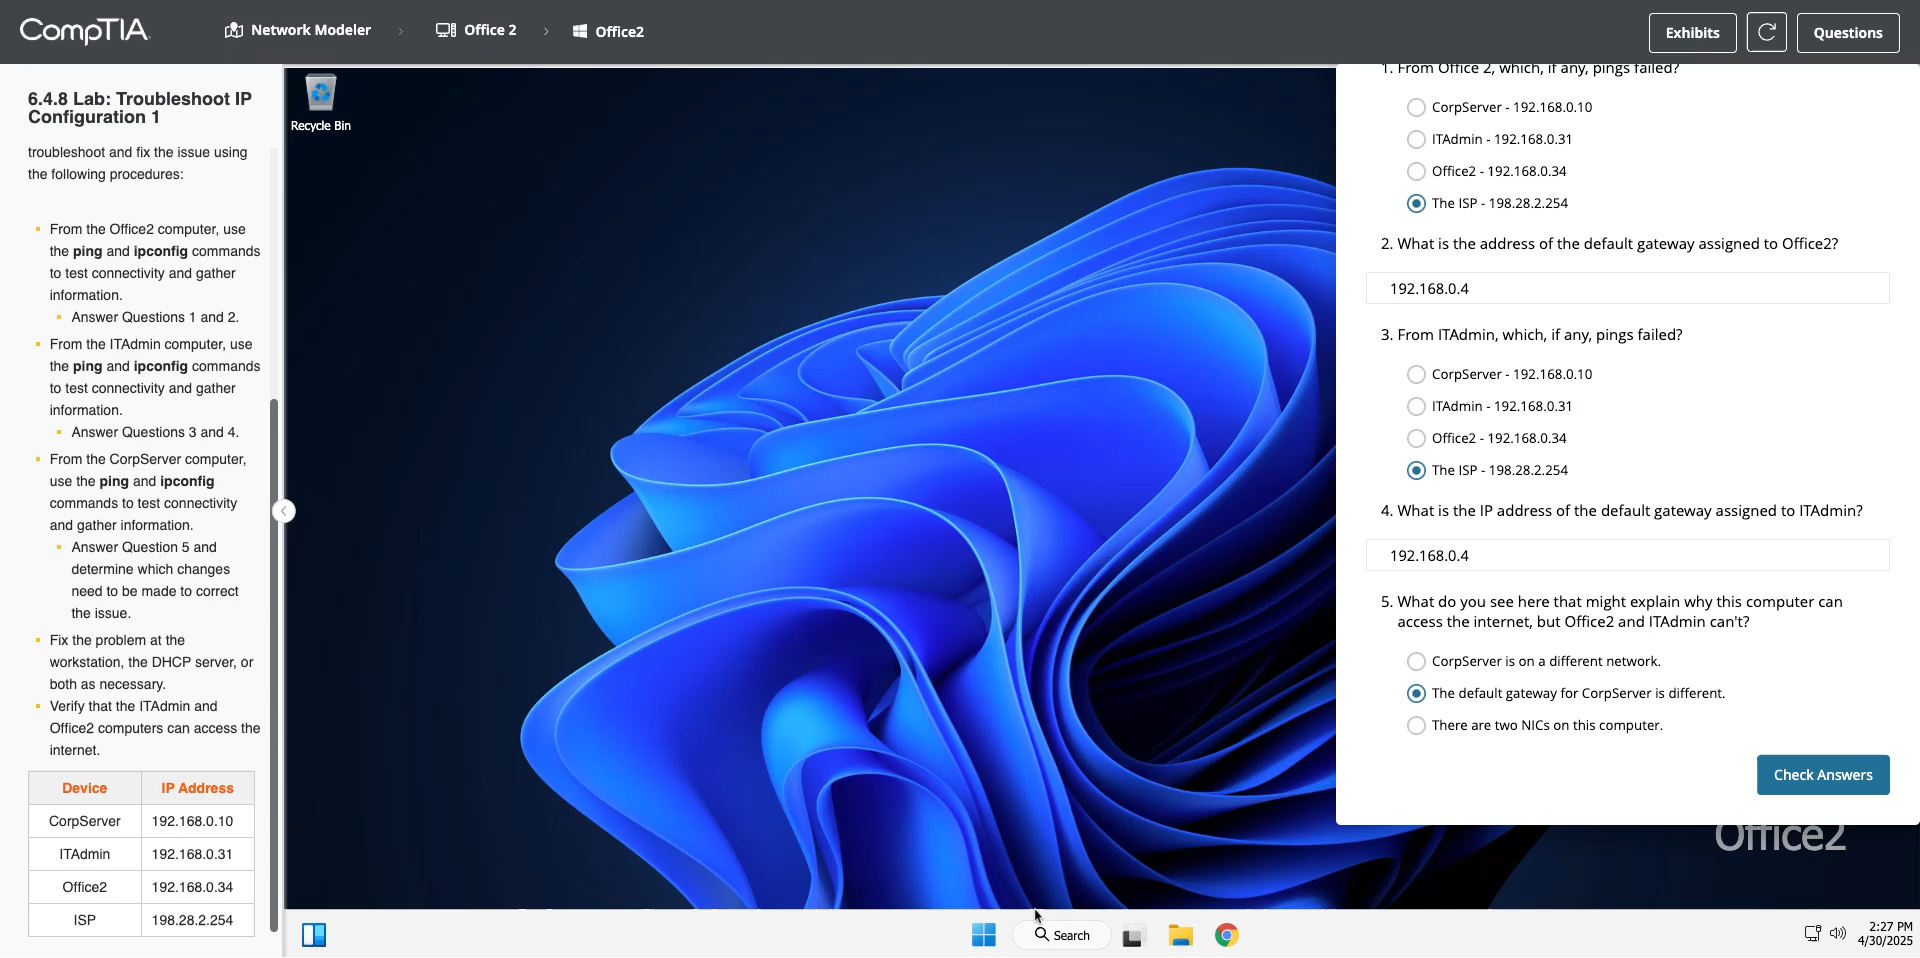 CompTIA
Network Modeler
Office 2
Office2
Exhibits
Questions
6.4.8 Lab: Troubleshoot IP
Configuration 1
troubleshoot and fix the issue using
the following procedures:
From the Office2 computer, use
the ping and ipconfig commands
to test connectivity and gather
information.
Answer Questions 1 and 2.
From the ITAdmin computer, use
the ping and ipconfig commands
to test connectivity and gather
information.
Answer Questions 3 and 4.
From the CorpServer computer,
use the ping and ipconfig
commands to test connectivity
and gather information.
Answer Question 5 and
determine which changes
need to be made to correct
the issue.
Fix the problem at the
workstation, the DHCP server, or
both as necessary.
Verify that the ITAdmin and
Office2 computers can access the
internet.
Device IP Address
CorpServer 192.168.0.10
ITAdmin 192.168.0.31
Office2 192.168.0.34
ISP 198.28.2.254
Recycle Bin
1. From Office 2, which, if any, pings failed?
CorpServer - 192.168.0.10
ITAdmin - 192.168.0.31
Office2 - 192.168.0.34
The ISP - 198.28.2.254
2. What is the address of the default gateway assigned to Office2?
192.168.0.4
3. From ITAdmin, which, if any, pings failed?
CorpServer - 192.168.0.10
ITAdmin - 192.168.0.31
Office2 - 192.168.0.34
The ISP - 198.28.2.254
4. What is the IP address of the default gateway assigned to ITAdmin?
192.168.0.4
5. What do you see here that might explain why this computer can
access the internet, but Office2 and ITAdmin can't?
CorpServer is on a different network.
The default gateway for CorpServer is different.
There are two NICs on this computer.
Check Answers
Office2
Search
2:27 PM
4/30/2025